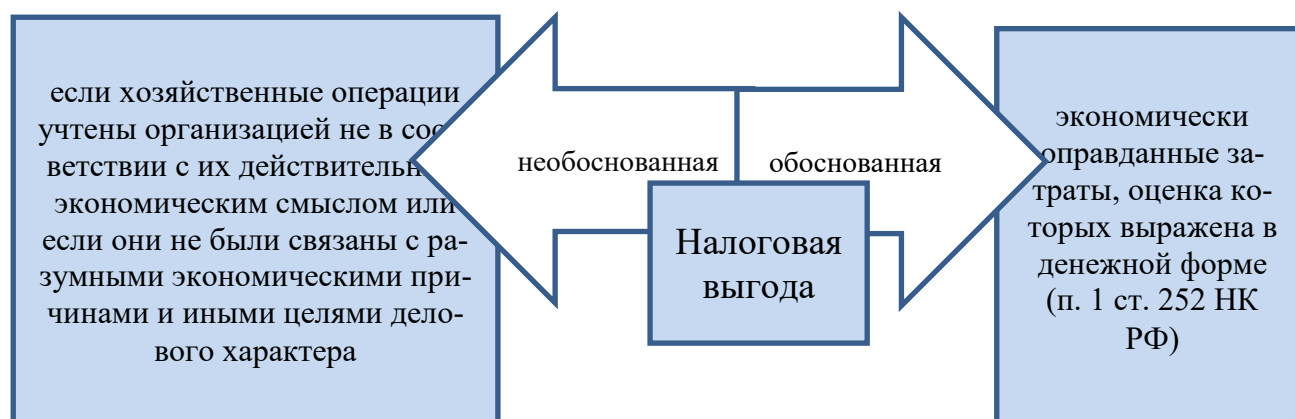 если хозяйственные операции
учтены организацией не в соот-
ветствии с их действительн
экономическим смыслом или
если они не были связаны с ра-
зумными экономическими при-
чинами и иными целями дело-
вого характера
необоснованная
обоснованная
Налоговая
выгода
экономически
оправданные за-
траты, оценка ко-
торых выражена в
денежной форме
(п. 1 ст. 252 НК
РФ)